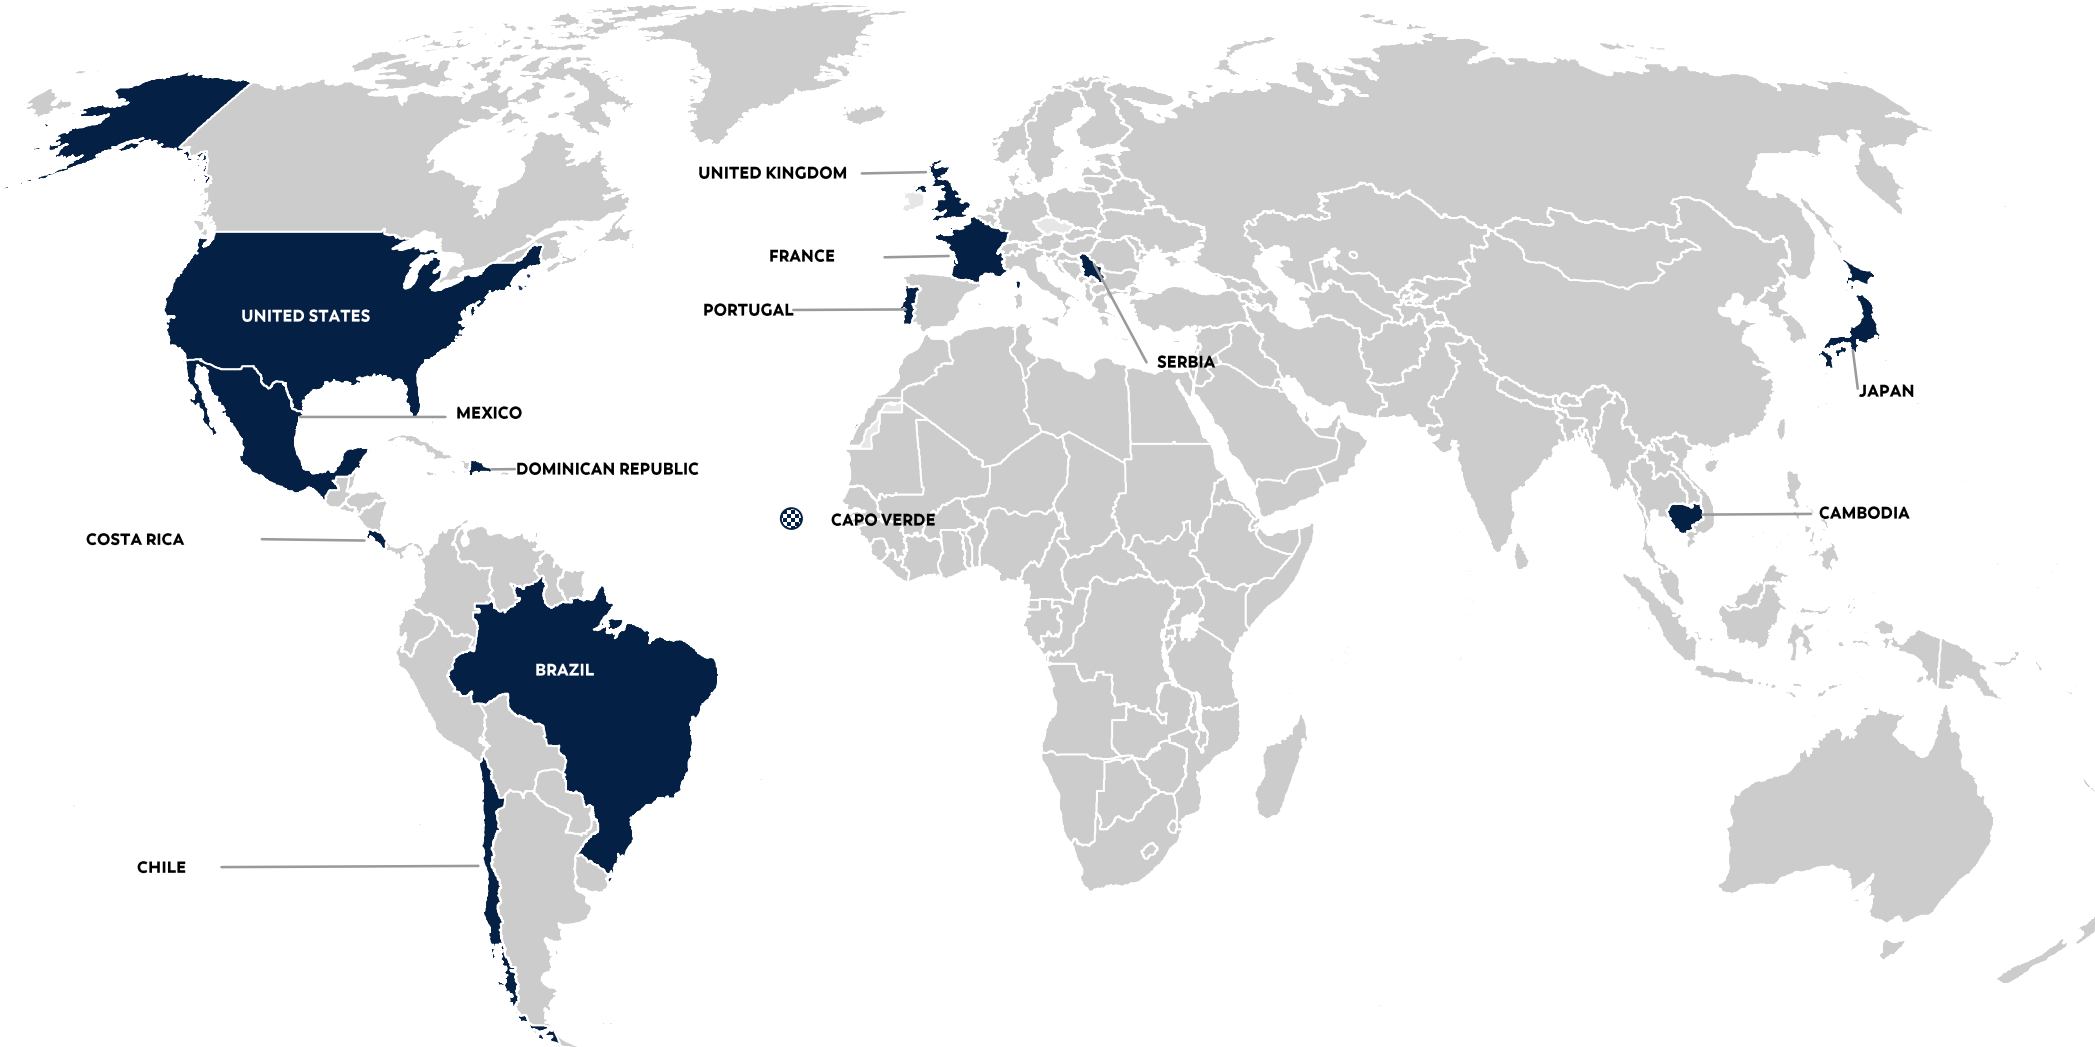 UNITED KINGDOM
FRANCE
PORTUGAL
UNITED STATES
SERBIA
JAPAN
MEXICO
DOMINICAN REPUBLIC
CAPO VERDE
CAMBODIA
COSTA RICA
BRAZIL
CHILE